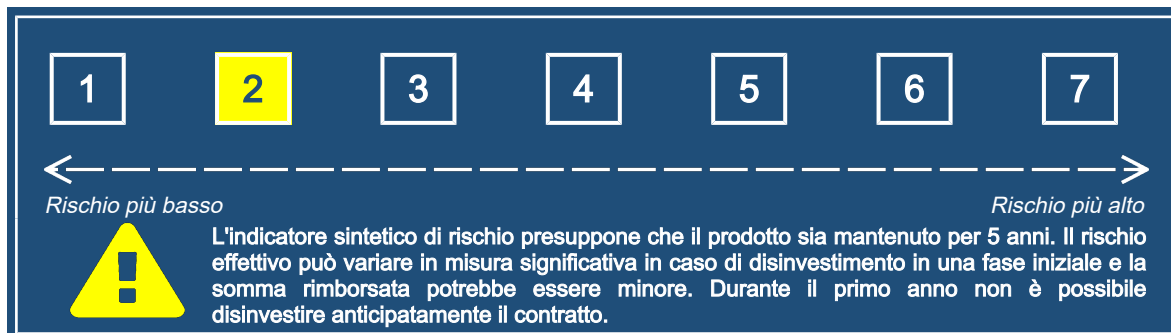 1 2 3 4 5 6 7
Rischio più basso Rischio più alto
L'indicatore sintetico di rischio presuppone che il prodotto sia mantenuto per 5 anni. Il rischio
effettivo può variare in misura significativa in caso di disinvestimento in una fase iniziale e la
somma rimborsata potrebbe essere minore. Durante il primo anno non è possibile
disinvestire anticipatamente il contratto.